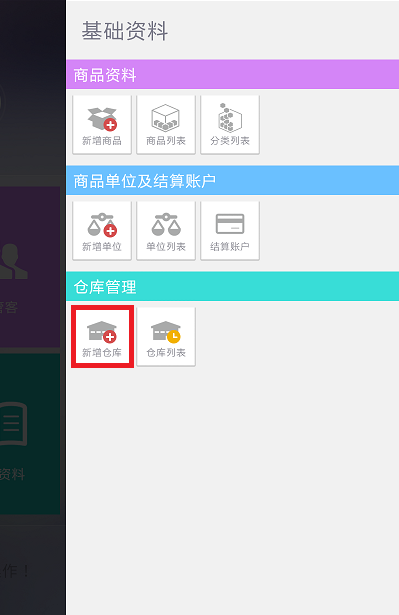 基础资料
商品资料
新增商品 商品列表 分类列表
商品单位及结算账户
新增单位 单位列表 结算账户
仓库管理
新增仓库 仓库列表
资料
作！